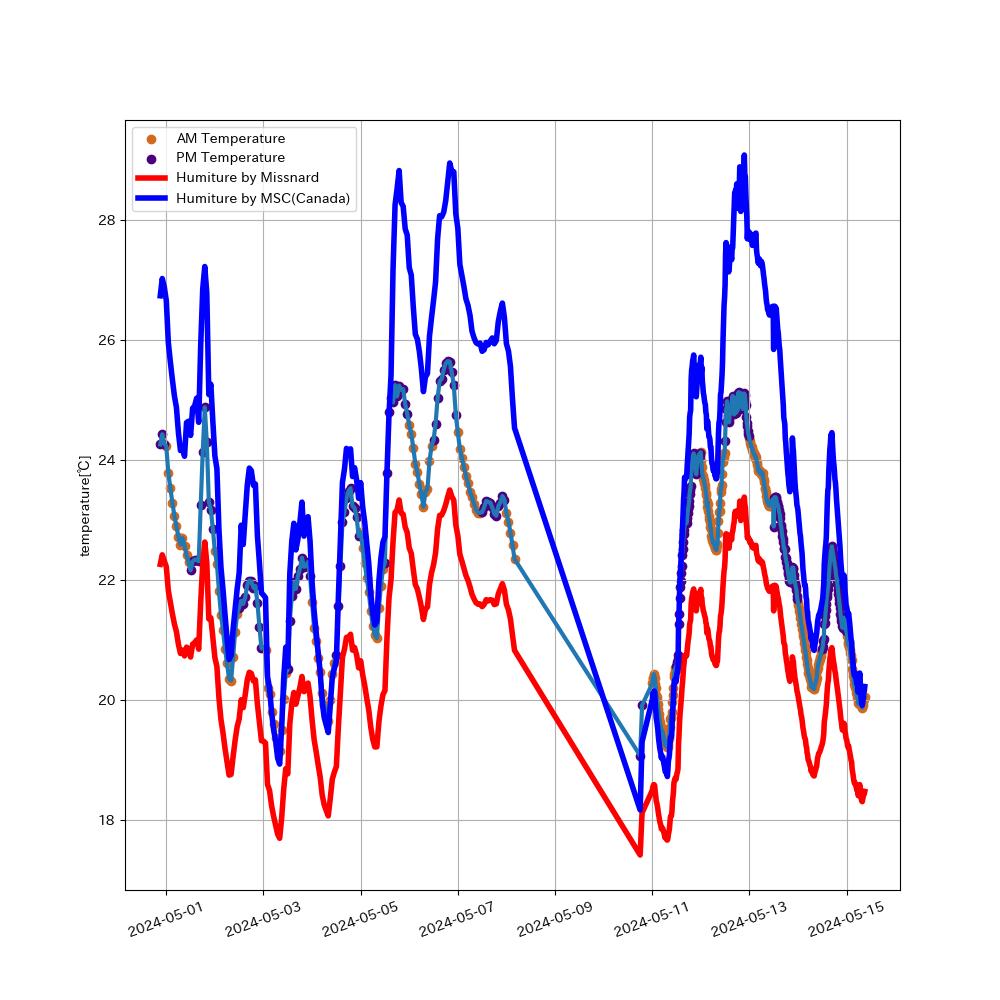 AM Temperature
PM Temperature
Humiture by Missnard
Humiture by MSC(Canada)
temperature[℃]
28
26
24
22
20
18
2024-05-01
2024-05-03
2024-05-05
2024-05-07
2024-05-09
2024-05-11
2024-05-13
2024-05-15